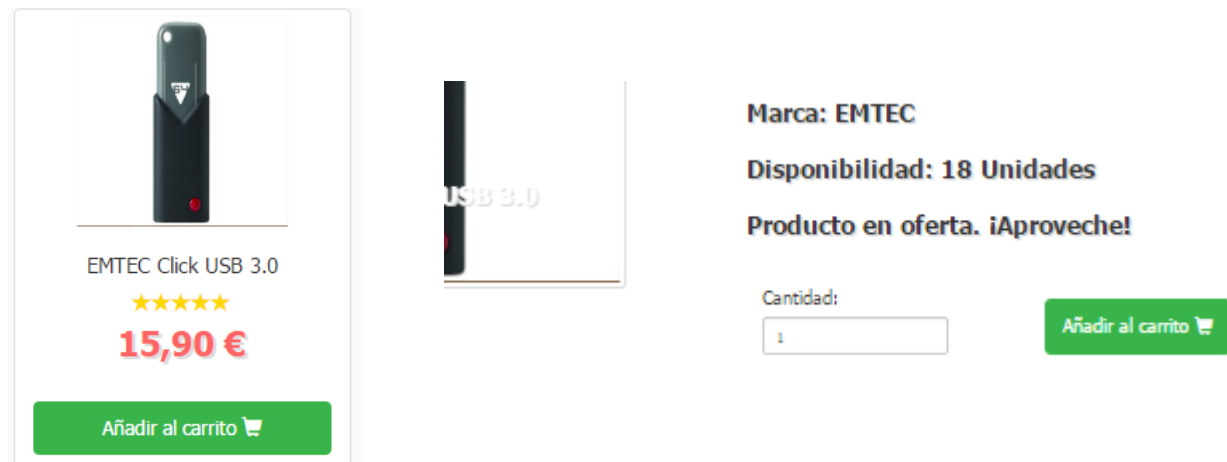 64
EMTEC Click USB 3.0
15,90 €
Añadir al carrito
USB 3.0
Marca: EMTEC
Disponibilidad: 18 Unidades
Producto en oferta. ¡Aproveche!
Cantidad:
1
Añadir al carrito